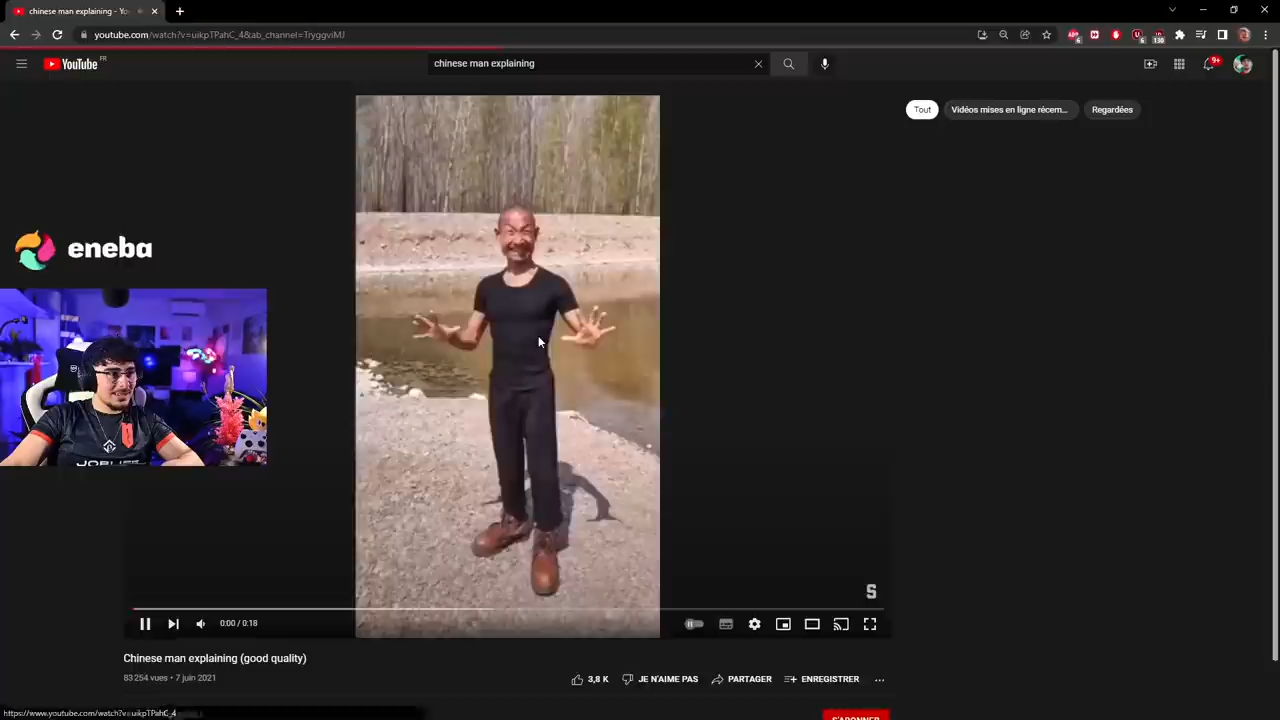 chinese man explaining - Yo
youtube.com/watch?v=uikpTPahC_4&ab_channel=TryggviMJ
YouTube FR
chinese man explaining
9+
Tout
Vidéos mises en ligne récem...
Regardées
eneba
S
0:00 / 0:18
Chinese man explaining (good quality)
83 254 vues • 7 juin 2021
3,8 K
JE N'AIME PAS
PARTAGER
ENREGISTRER
https://www.youtube.com/watch?v=uikpTPahC_4
S'ABONNER